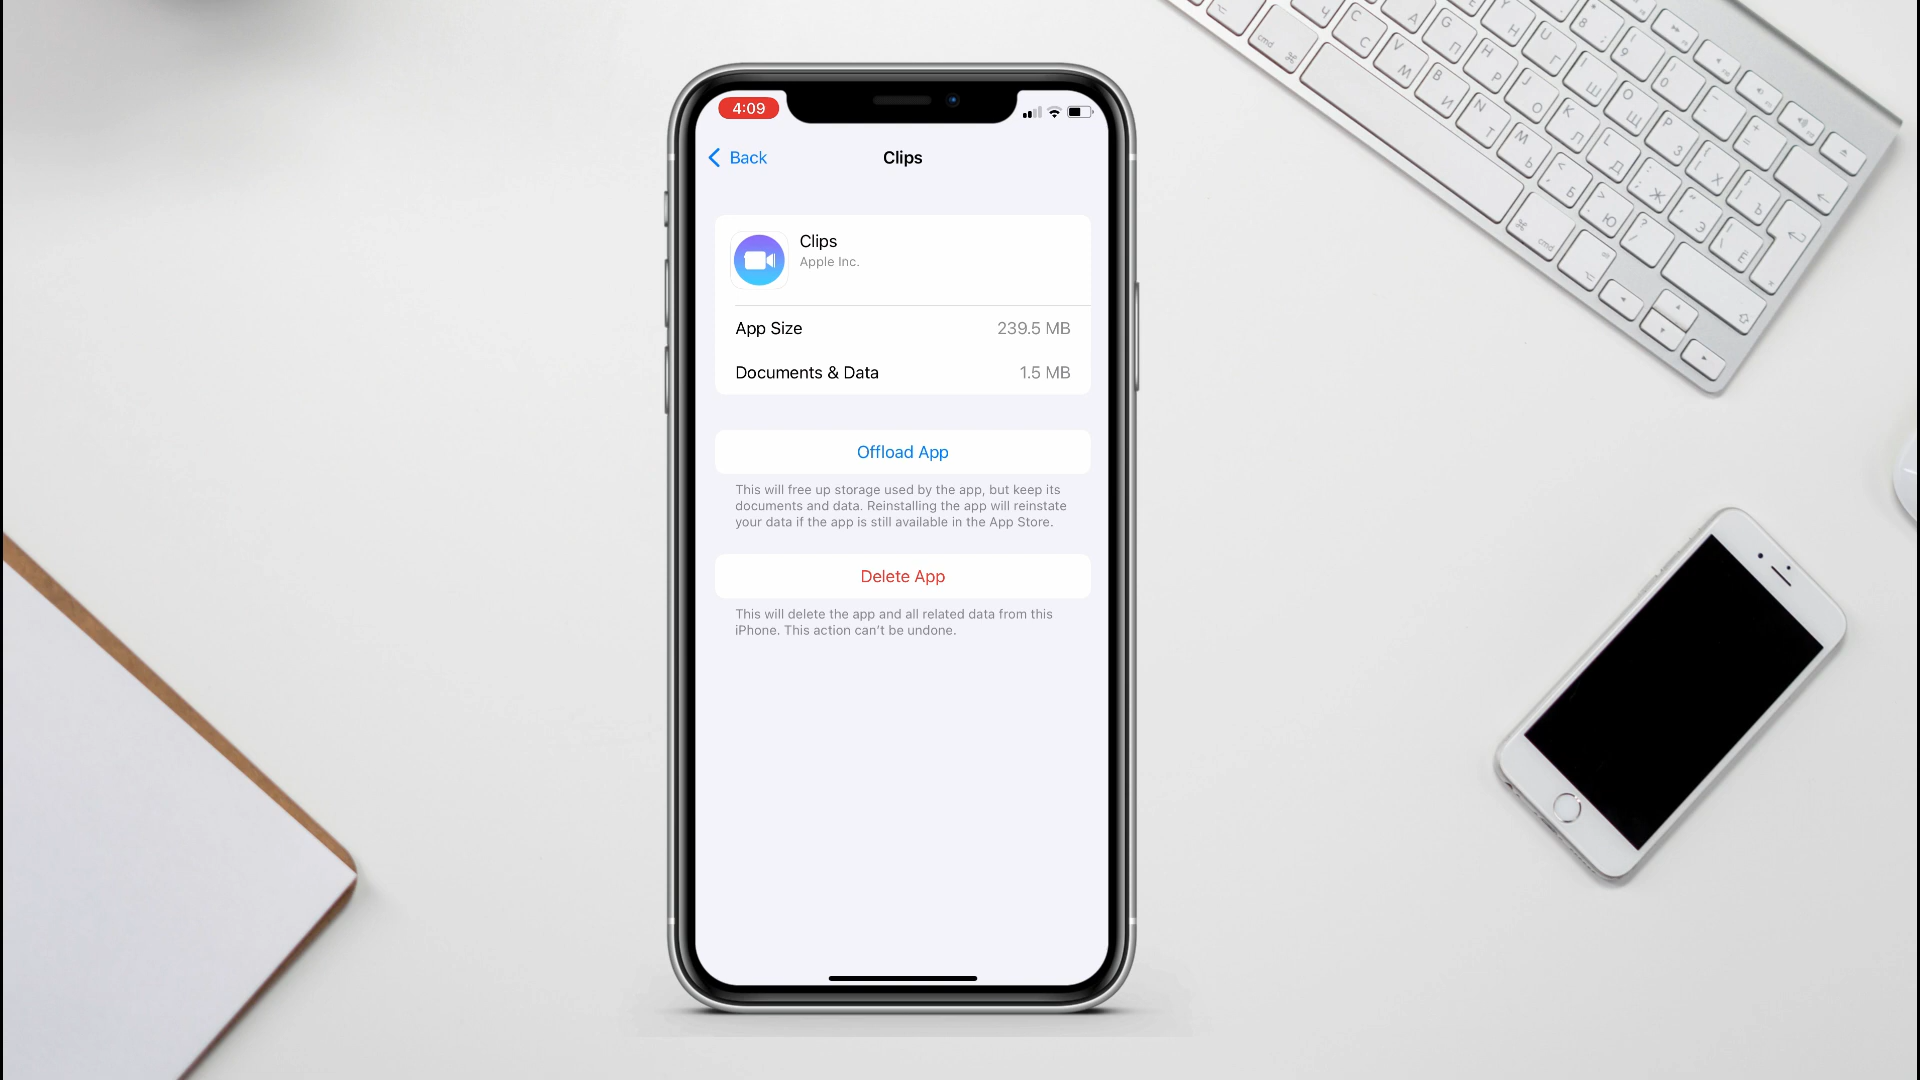 4:09
Back
Clips
Clips
Apple Inc.
App Size
239.5 MB
Documents & Data
1.5 MB
Offload App
This will free up storage used by the app, but keep its
documents and data. Reinstalling the app will reinstate
your data if the app is still available in the App Store.
Delete App
This will delete the app and all related data from this
iPhone. This action can't be undone.
cmd
cmd